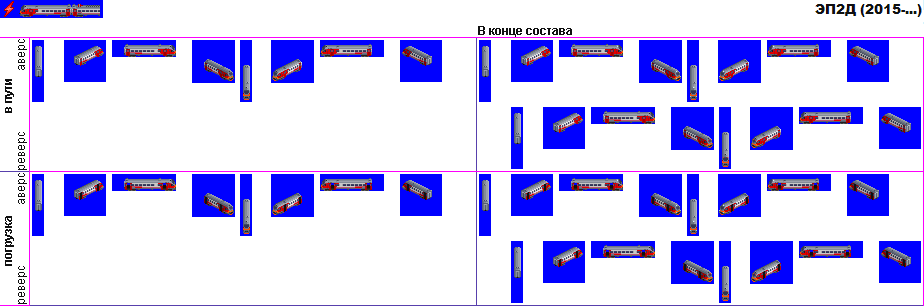 ЭП2Д (2015-...)
В конце состава
в пути
аверс
реверс
погрузка
аверс
реверс